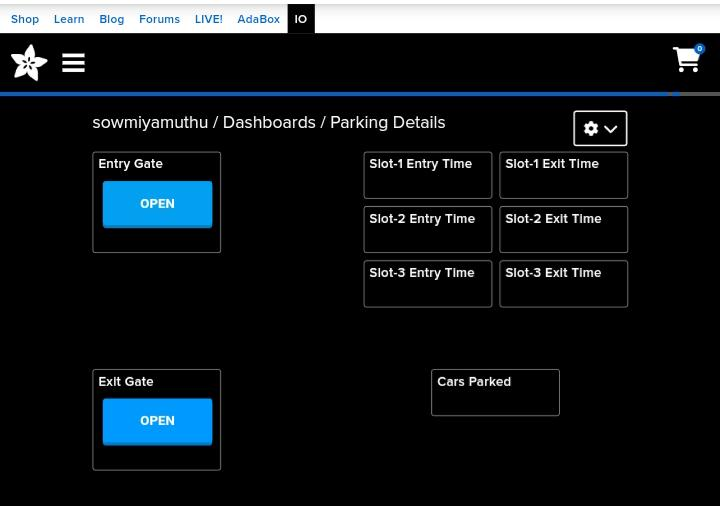 Shop Learn Blog Forums LIVE! AdaBox IO
0
sowmiyamuthu / Dashboards / Parking Details
Entry Gate
OPEN
Slot-1 Entry Time
Slot-1 Exit Time
Slot-2 Entry Time
Slot-2 Exit Time
Slot-3 Entry Time
Slot-3 Exit Time
Exit Gate
OPEN
Cars Parked